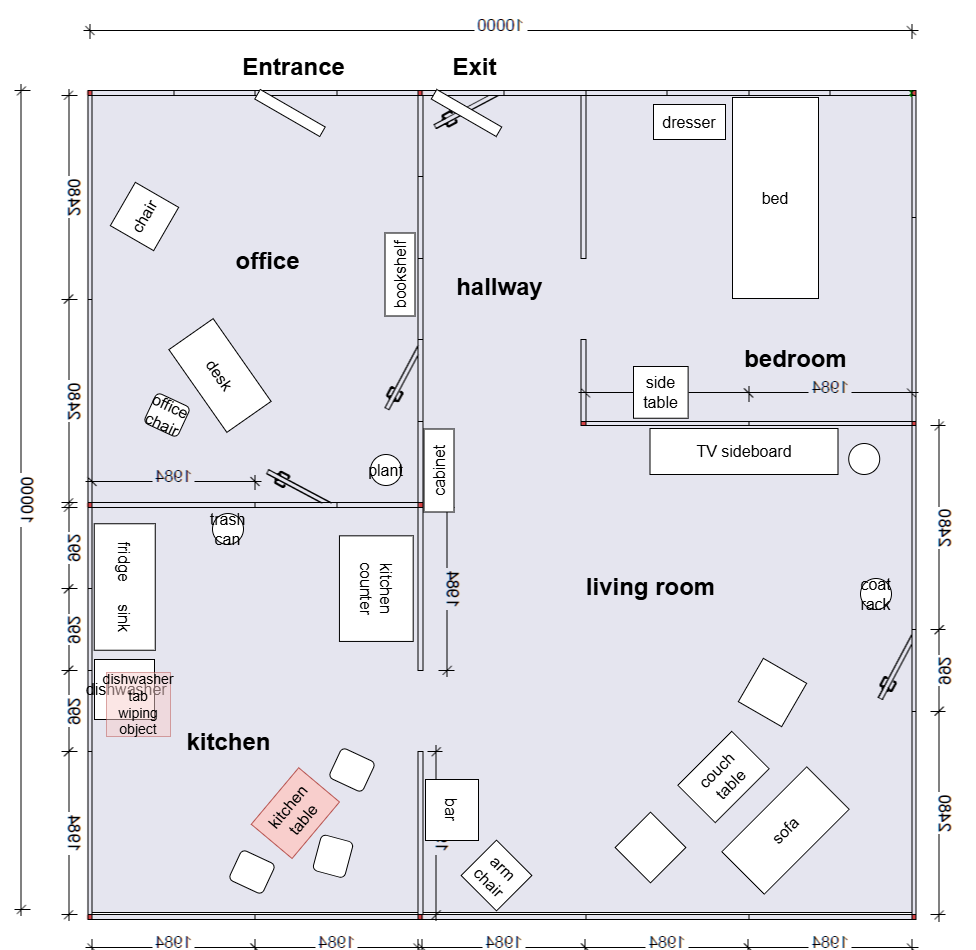 10000
Entrance
Exit
dresser
bed
2480
chair
office
bookshelf
hallway
desk
bedroom
side
table
1984
office
chair
2480
TV sideboard
plant
cabinet
1984
10000
trash
can
fridge
sink
992
kitchen
counter
1984
living room
coat
rack
2480
992
dishwasher
dishwasher
tab
wiping
object
992
992
kitchen
couch
table
kitchen
table
bar
sofa
arm
chair
1984
2480
1984
1984
1984
1984
1984